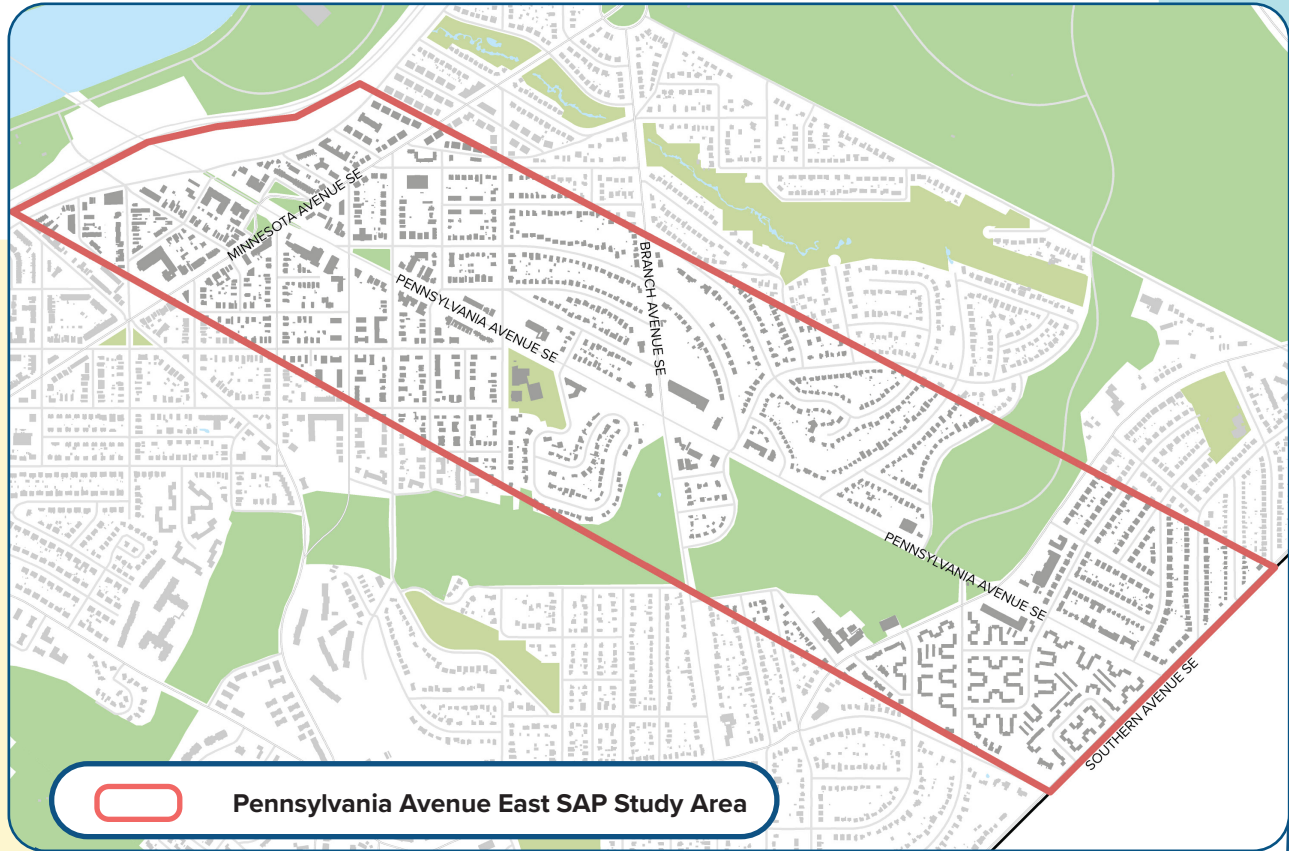 MINNESOTA AVENUE SE
BRANCH AVENUE SE
PENNSYLVANIA AVENUE SE
PENNSYLVANIA AVENUE SE
SOUTHERN AVENUE SE
Pennsylvania Avenue East SAP Study Area